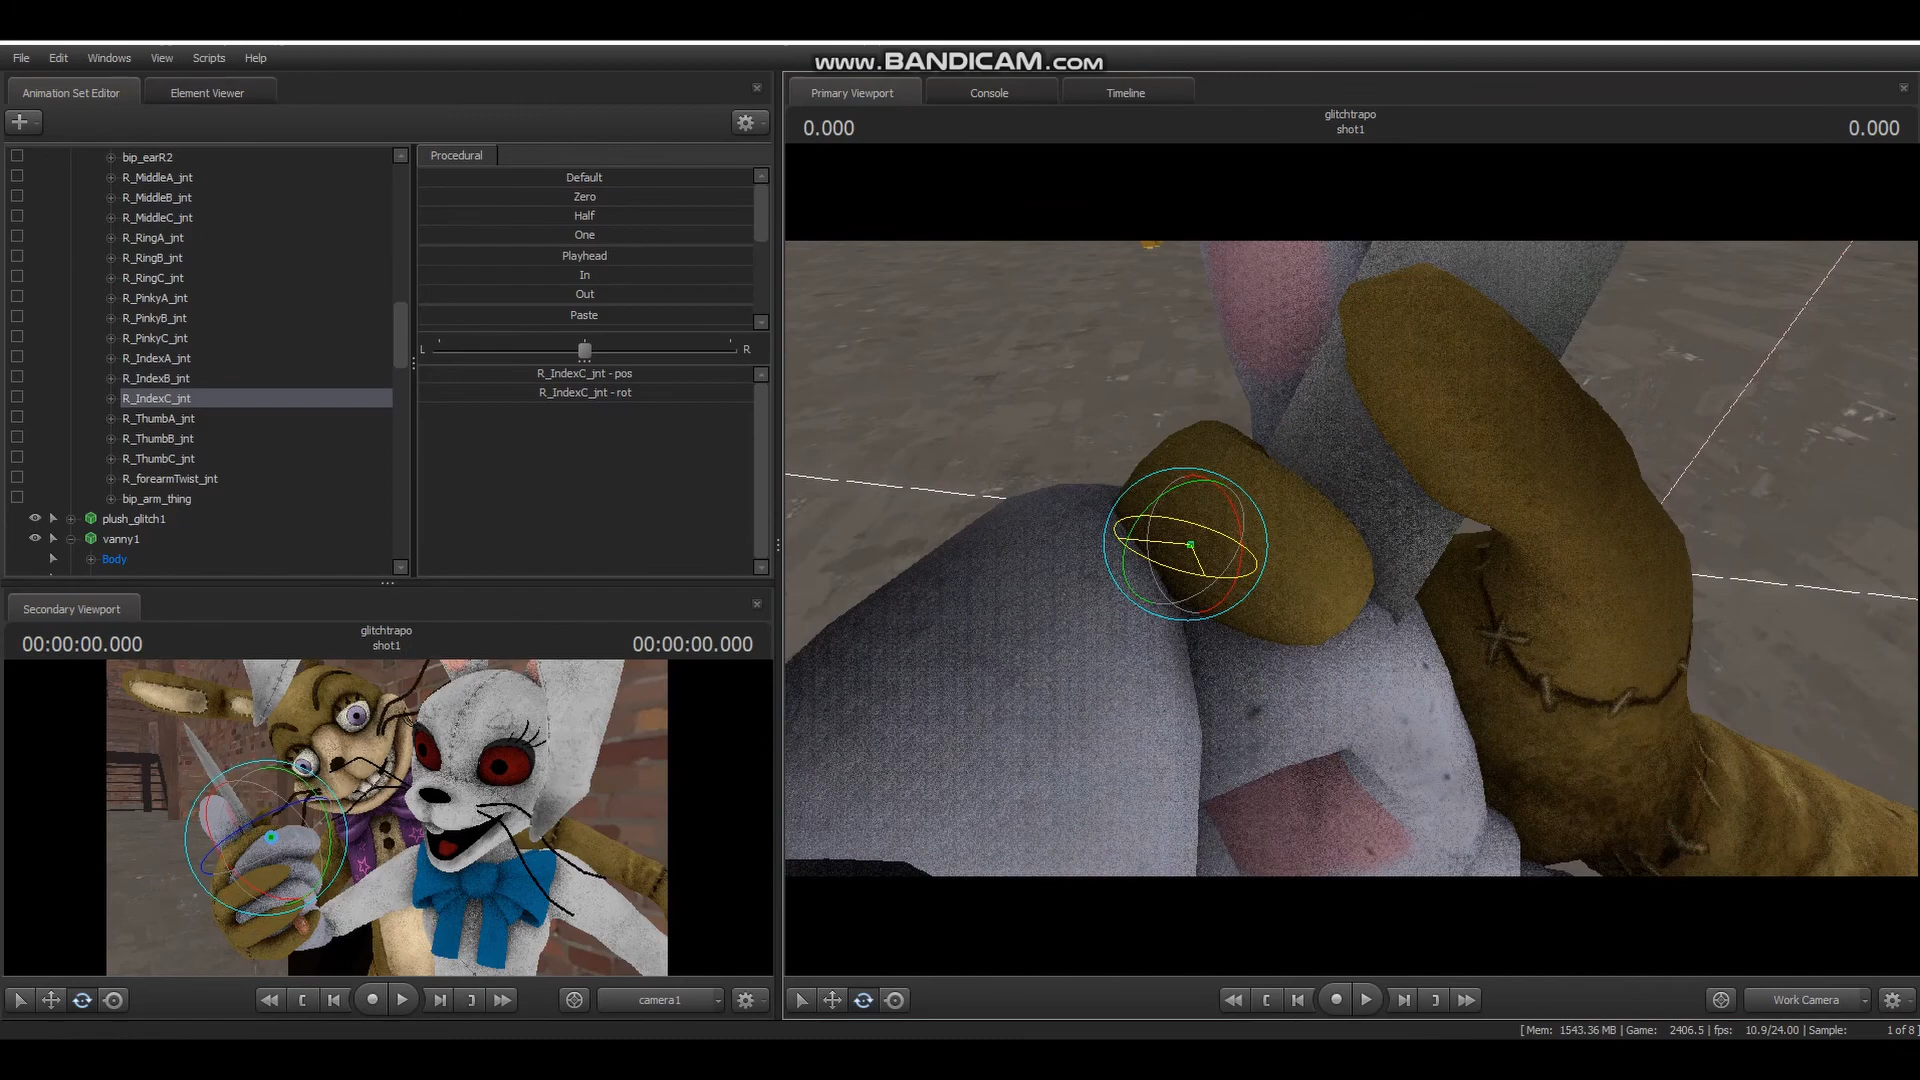 www.BANDICAM.com
File Edit Windows View Scripts Help
Animation Set Editor Element Viewer
Primary Viewport Console Timeline
0.000 glitchtrapo 0.000
shot1
bip_earR2
R_MiddleA_jnt
R_MiddleB_jnt
R_MiddleC_jnt
R_RingA_jnt
R_RingB_jnt
R_RingC_jnt
R_PinkyA_jnt
R_PinkyB_jnt
R_PinkyC_jnt
R_IndexA_jnt
R_IndexB_jnt
R_IndexC_jnt
R_ThumbA_jnt
R_ThumbB_jnt
R_ThumbC_jnt
R_forearmTwist_jnt
bip_arm_thing
plush_glitch1
vanny1
Body
Procedural
Default
Zero
Half
One
Playhead
In
Out
Paste
L R
R_IndexC_jnt - pos
R_IndexC_jnt - rot
Secondary Viewport
00:00:00.000 glitchtrapo 00:00:00.000
shot1
camera1
Work Camera
[ Mem: 1543.36 MB | Game: 2406.5 | fps: 10.9/24.00 | Sample: 1 of 8